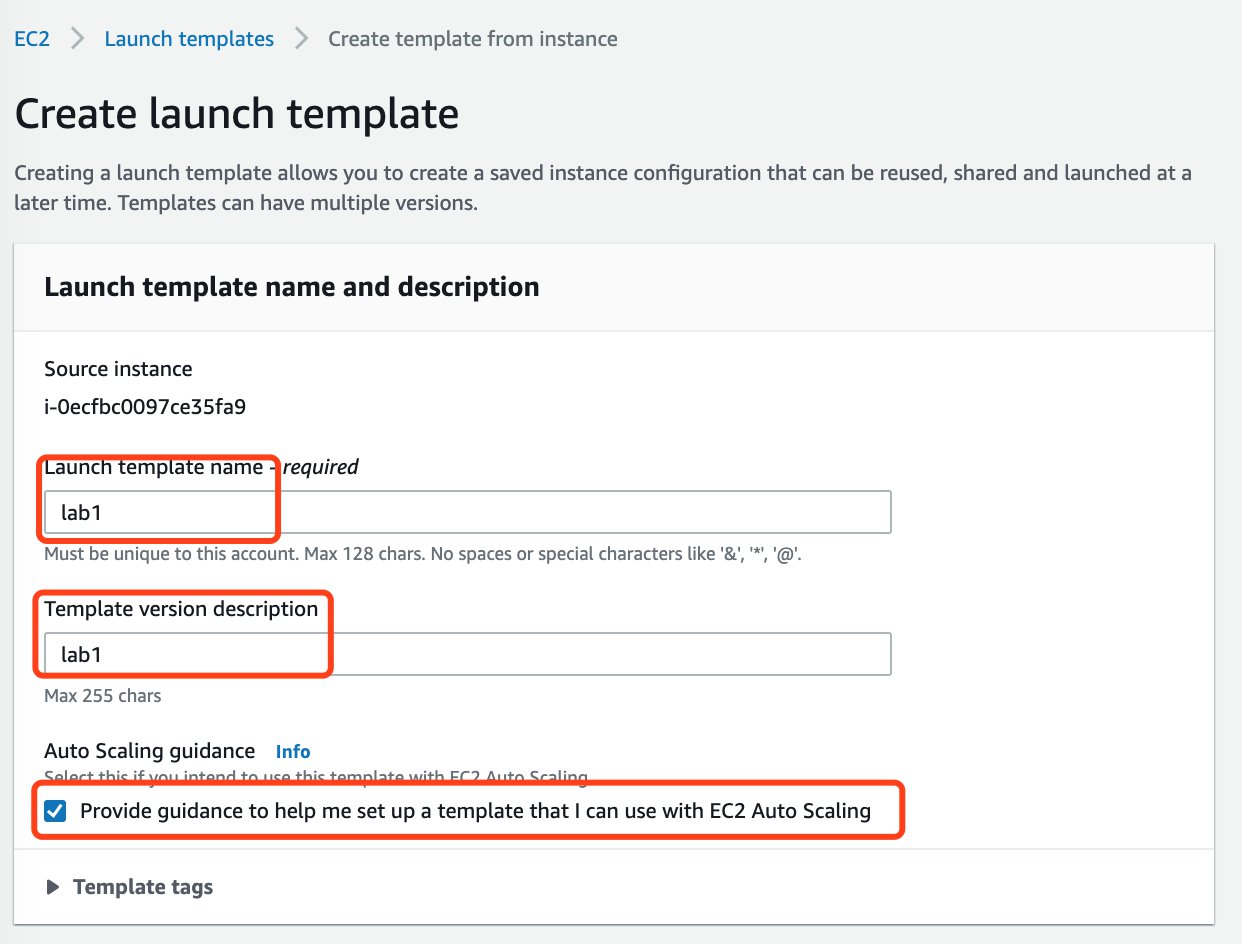 EC2 > Launch templates > Create template from instance
Create launch template
Creating a launch template allows you to create a saved instance configuration that can be reused, shared and launched at a
later time. Templates can have multiple versions.
Launch template name and description
Source instance
i-0ecfbc0097ce35fa9
Launch template name - required
lab1
Must be unique to this account. Max 128 chars. No spaces or special characters like '&', '*', '@'.
Template version description
lab1
Max 255 chars
Auto Scaling guidance Info
Select this if you intend to use this template with EC2 Auto Scaling
Provide guidance to help me set up a template that I can use with EC2 Auto Scaling
Template tags